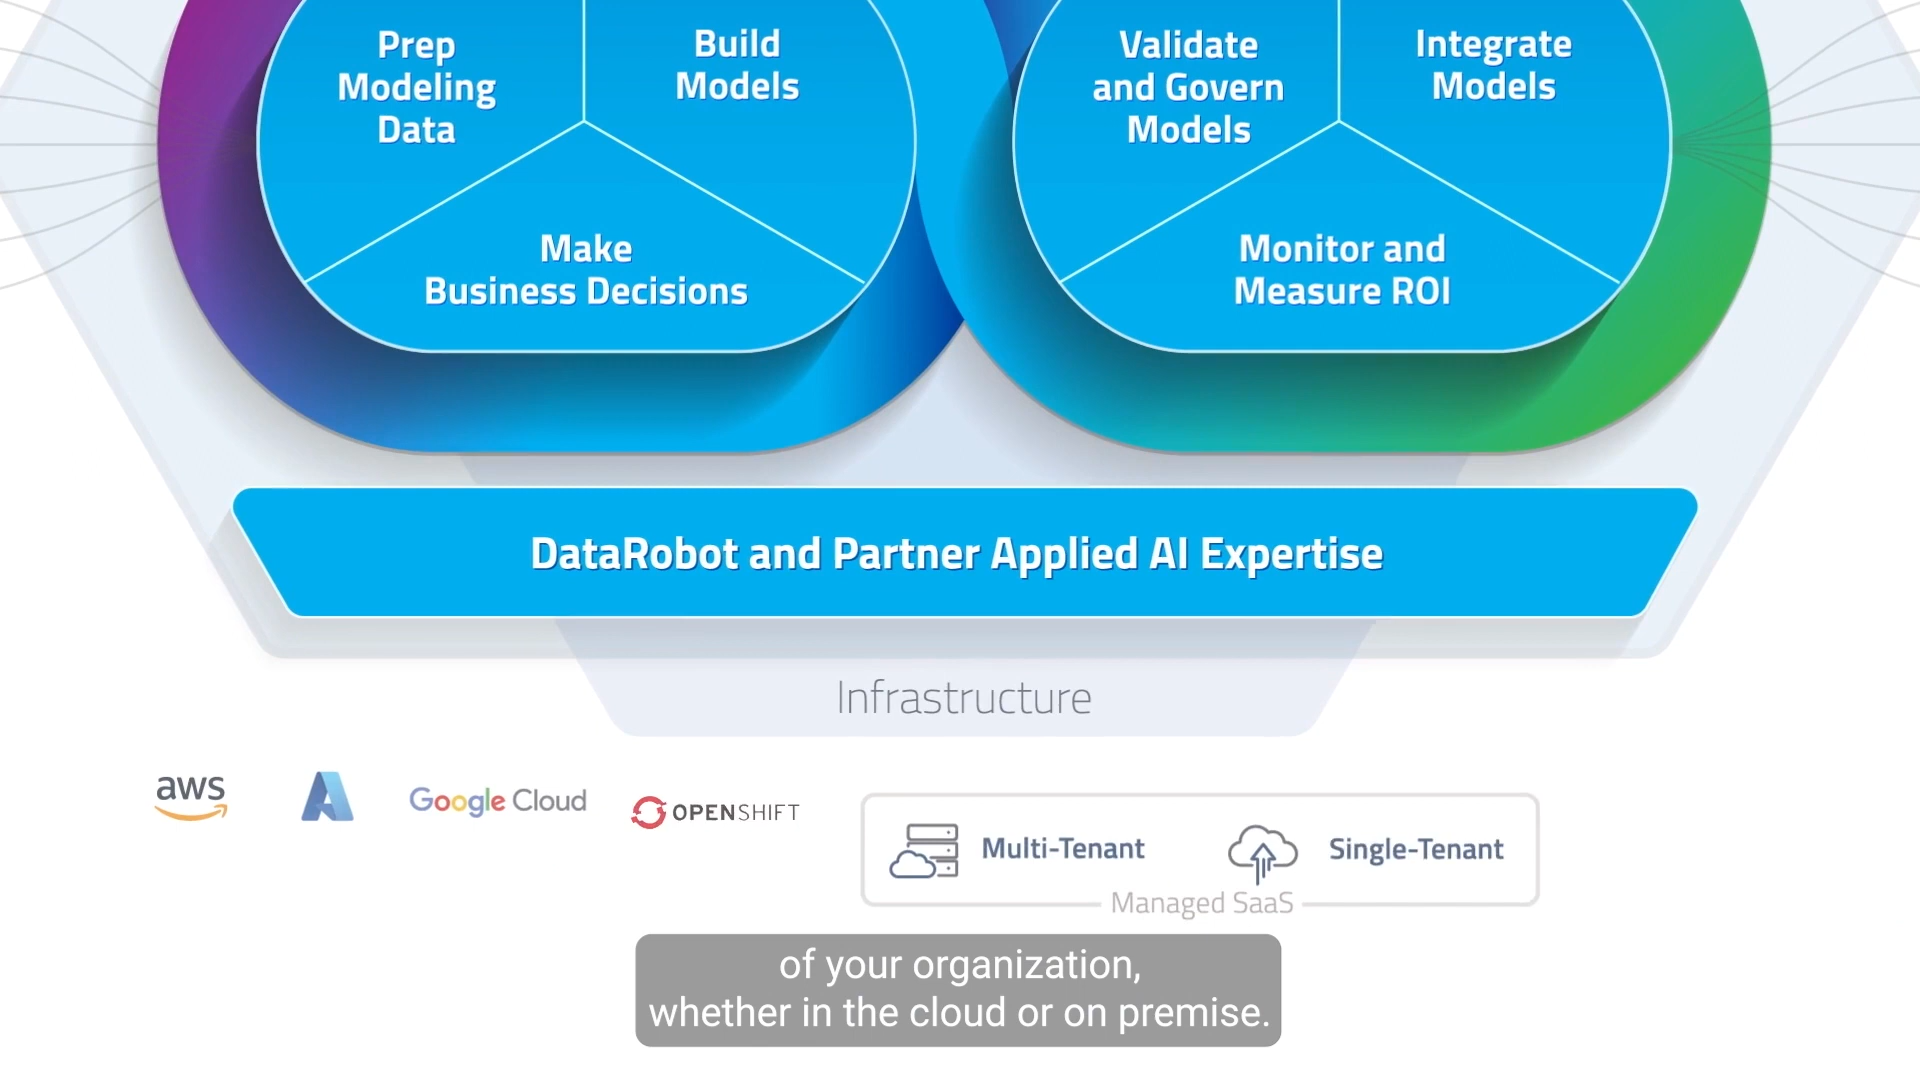 Prep
Modeling
Data
Build
Models
Make
Business Decisions
Validate
and Govern
Models
Integrate
Models
Monitor and
Measure ROI
DataRobot and Partner Applied AI Expertise
Infrastructure
aws
Google Cloud
OPENSHIFT
Multi-Tenant
Single-Tenant
Managed SaaS
of your organization,
whether in the cloud or on premise.